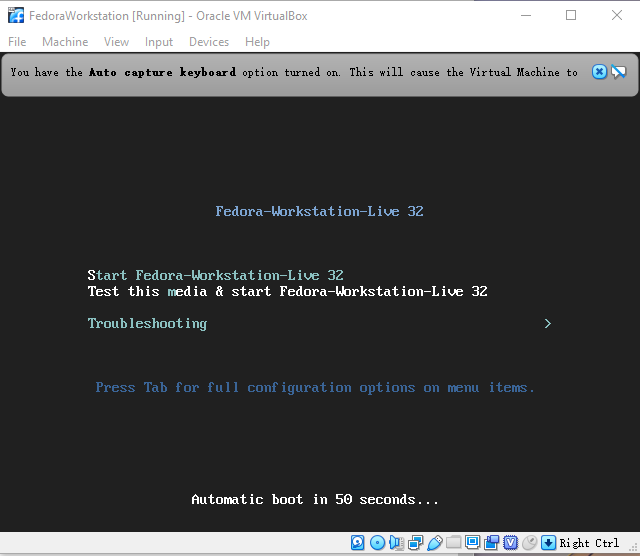 FedoraWorkstation [Running] - Oracle VM VirtualBox
File Machine View Input Devices Help
You have the Auto capture keyboard option turned on. This will cause the Virtual Machine to
Fedora-Workstation-Live 32
Start Fedora-Workstation-Live 32
Test this media & start Fedora-Workstation-Live 32
Troubleshooting >
Press Tab for full configuration options on menu items.
Automatic boot in 50 seconds...
Right Ctrl